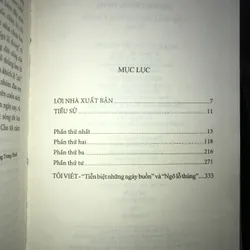 MỤC LỤC
LỜI NHÀ XUẤT BẢN 7
TIỂU SỬ 11
Phần thứ nhất 13
Phần thứ hai 118
Phần thứ ba 216
Phần thứ tư 271
TÔI VIẾT - "Tiễn biệt những ngày buồn" và "Ngõ lỗ thủng" 333